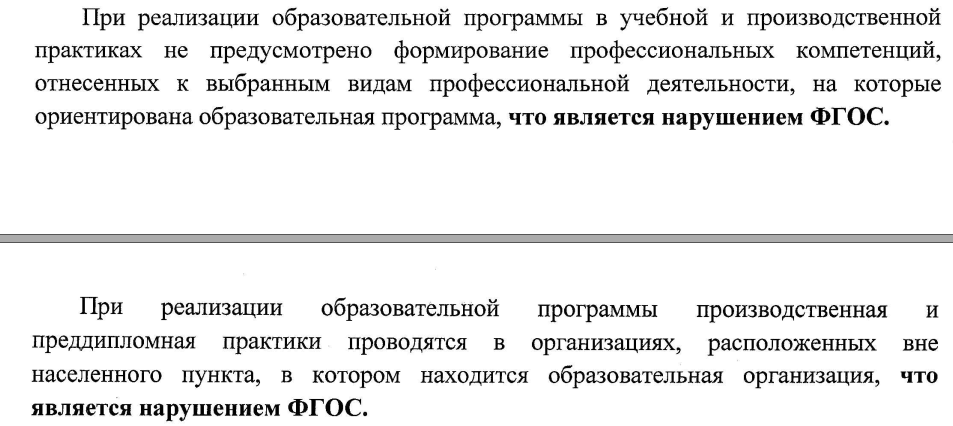 При реализации образовательной программы в учебной и производственной
практиках не предусмотрено формирование профессиональных компетенций,
отнесенных к выбранным видам профессиональной деятельности, на которые
ориентирована образовательная программа, что является нарушением ФГОС.
При реализации образовательной программы производственная и
преддипломная практики проводятся в организациях, расположенных вне
населенного пункта, в котором находится образовательная организация, что
является нарушением ФГОС.